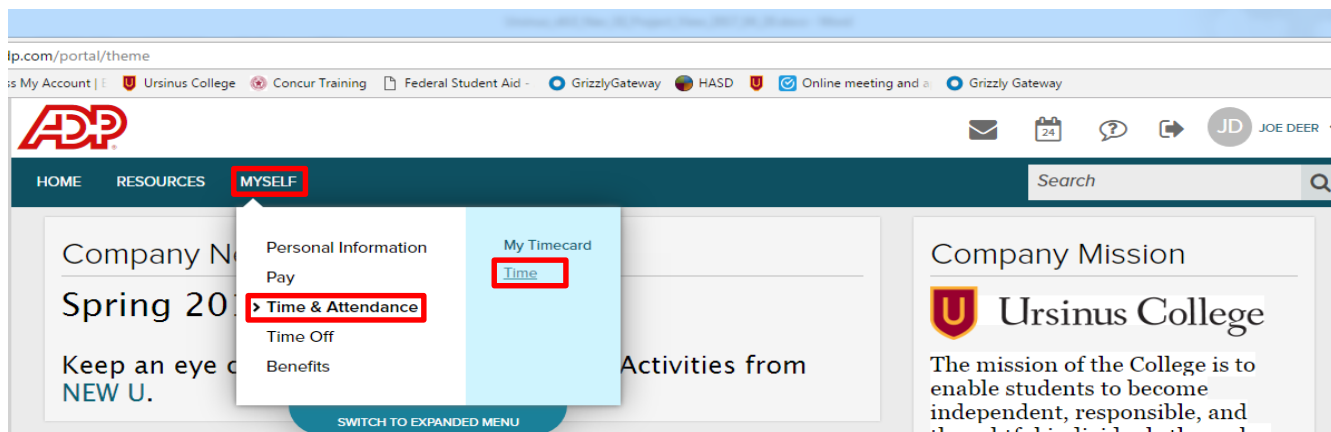 dp.com/portal/theme
ss My Account | E Ursinus College Concur Training Federal Student Aid - GrizzlyGateway HASD Online meeting and a Grizzly Gateway
ADP
24
JD JOE DEER
HOME RESOURCES MYSELF
Search
Personal Information
Pay
> Time & Attendance
Time Off
Benefits
My Timecard
Time
SWITCH TO EXPANDED MENU
Company N
Spring 20
Keep an eye Activities from
NEW U.
Company Mission
U Ursinus College
The mission of the College is to
enable students to become
independent, responsible, and